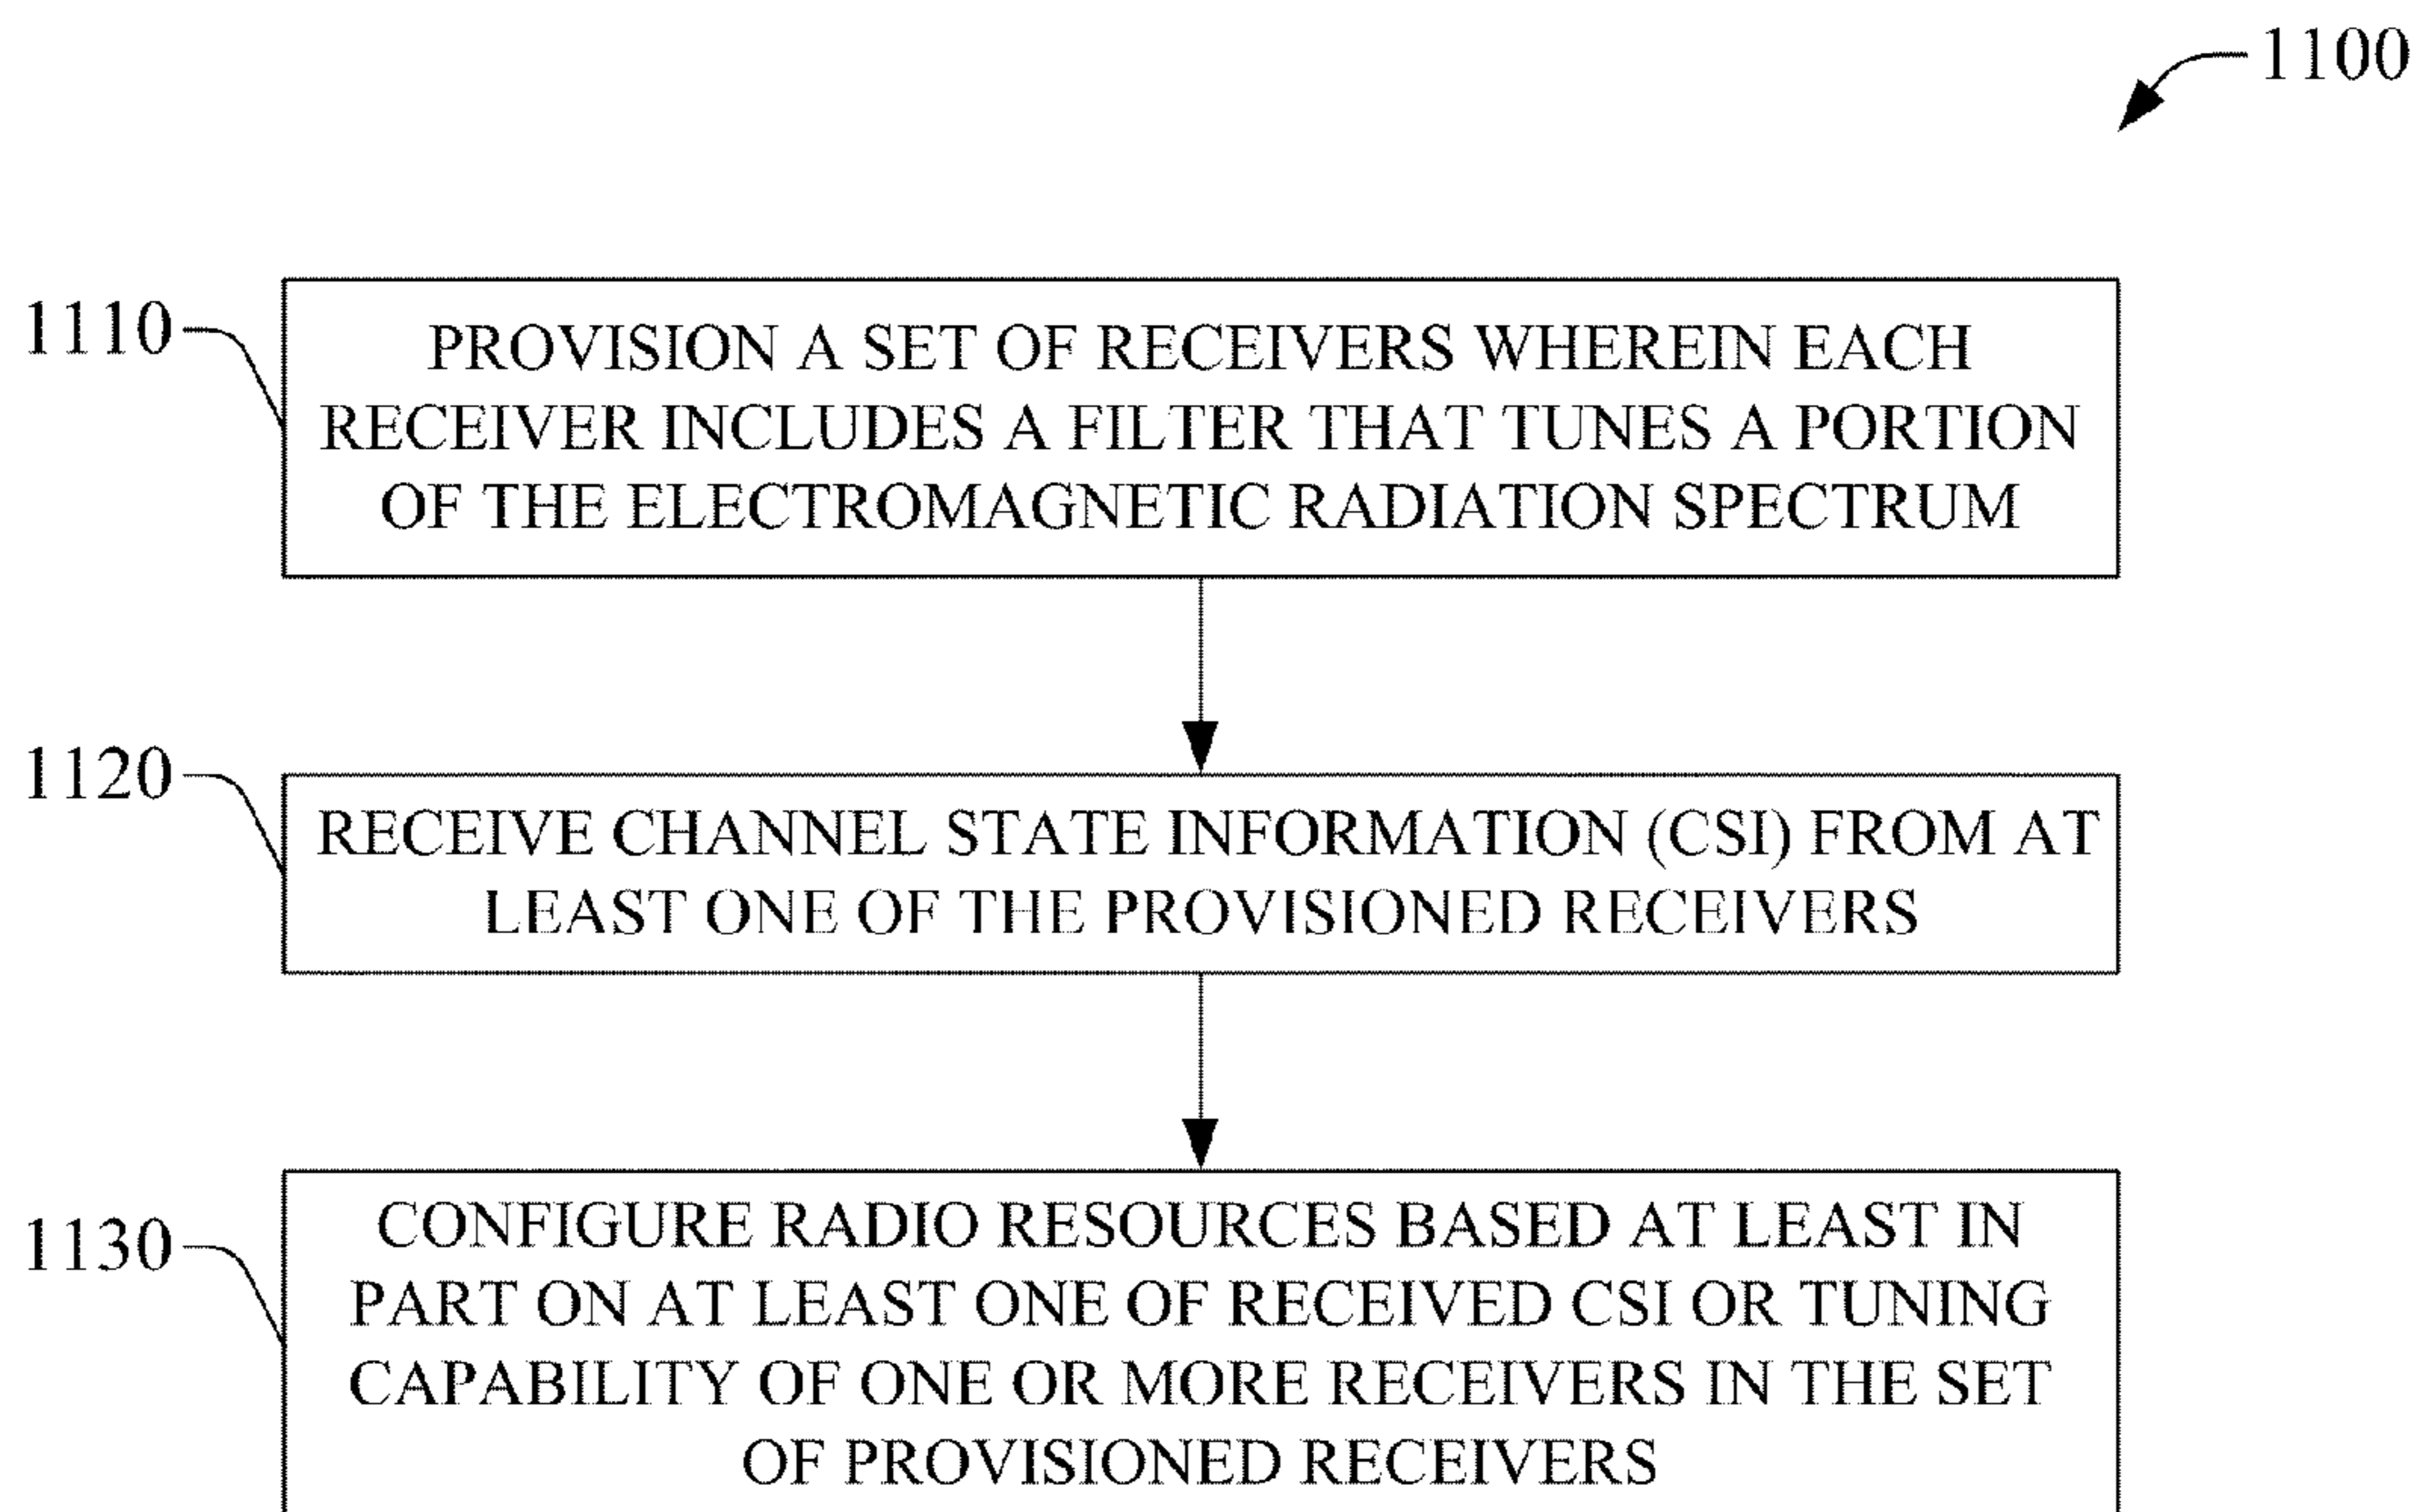 1100
1110
PROVISION A SET OF RECEIVERS WHEREIN EACH
RECEIVER INCLUDES A FILTER THAT TUNES A PORTION
OF THE ELECTROMAGNETIC RADIATION SPECTRUM
1120
RECEIVE CHANNEL STATE INFORMATION (CSI) FROM AT
LEAST ONE OF THE PROVISIONED RECEIVERS
1130
CONFIGURE RADIO RESOURCES BASED AT LEAST IN
PART ON AT LEAST ONE OF RECEIVED CSI OR TUNING
CAPABILITY OF ONE OR MORE RECEIVERS IN THE SET
OF PROVISIONED RECEIVERS